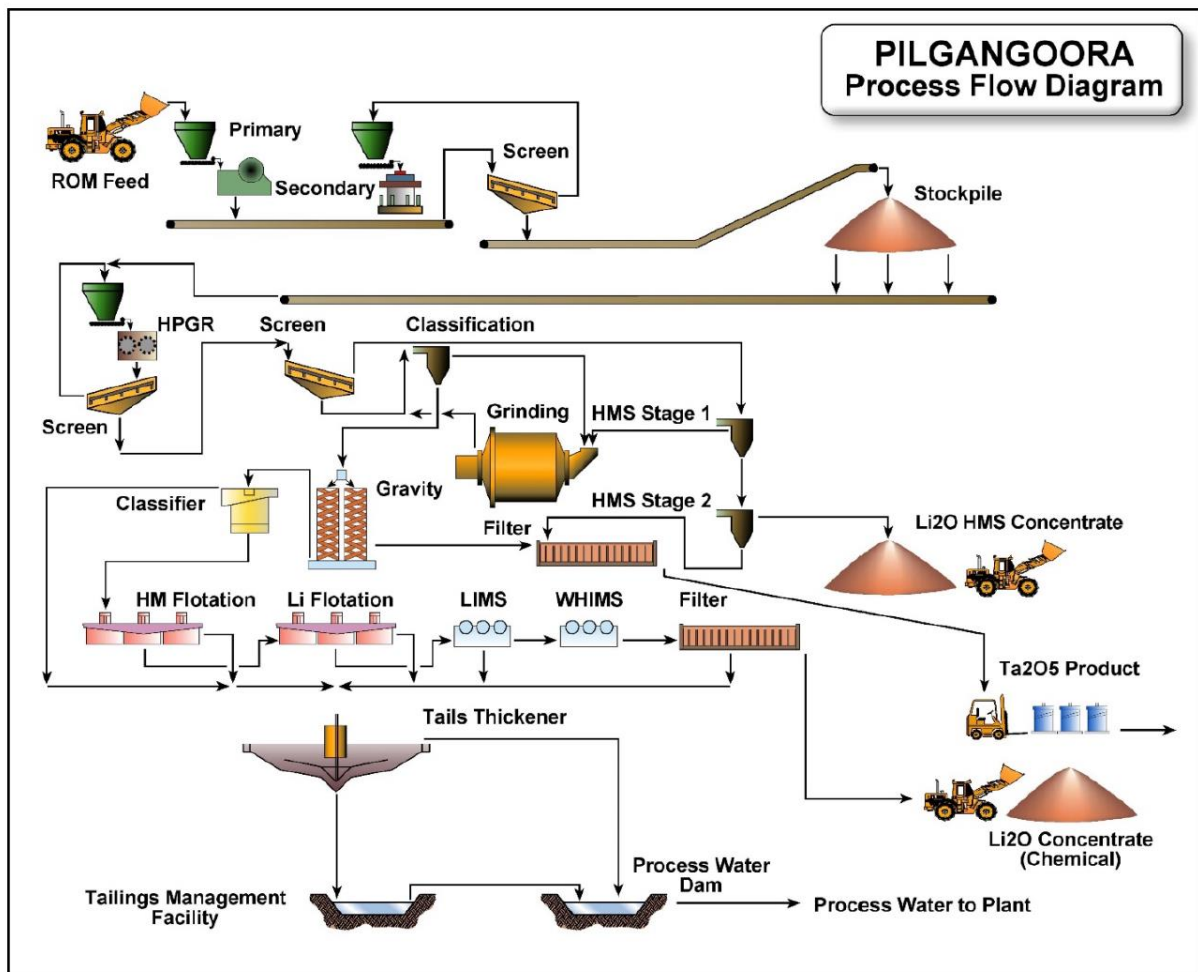 PILGANGOORA
Process Flow Diagram
Primary
ROM Feed
Secondary
Screen
Stockpile
HPGR
Screen
Classification
Screen
Grinding
HMS Stage 1
Classifier
Gravity
HMS Stage 2
Filter
Li2O HMS Concentrate
HM Flotation
Li Flotation
LIMS
WHIMS
Filter
Ta2O5 Product
Tails Thickener
Li2O Concentrate
(Chemical)
Tailings Management
Facility
Process Water
Dam
Process Water to Plant